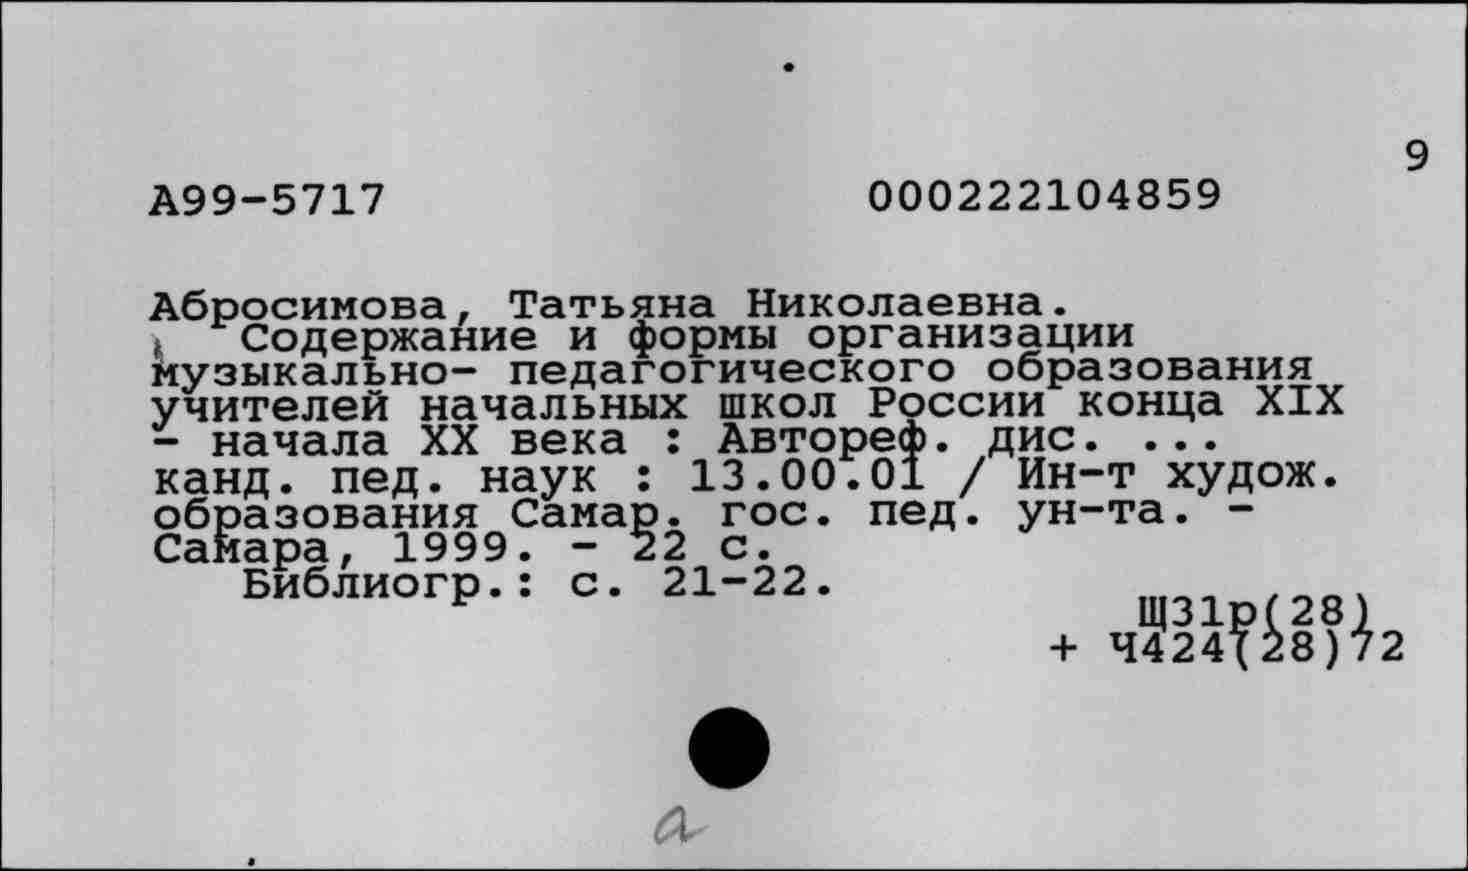 9
А99-5717 000222104859
Абросимова, Татьяна Николаевна.
Содержание и формы организации
музыкально- педагогического образования
учителей начальных школ России конца XIX
- начала XX века : Автореф. дис. ...
канд. пед. наук : 13.00.01 / Ин-т худож.
образования Самар. гос. пед. ун-та. -
Самара, 1999. - 22 с.
Библиогр.: с. 21-22.
Щ31р(28)
+ Ч424(28)72
а